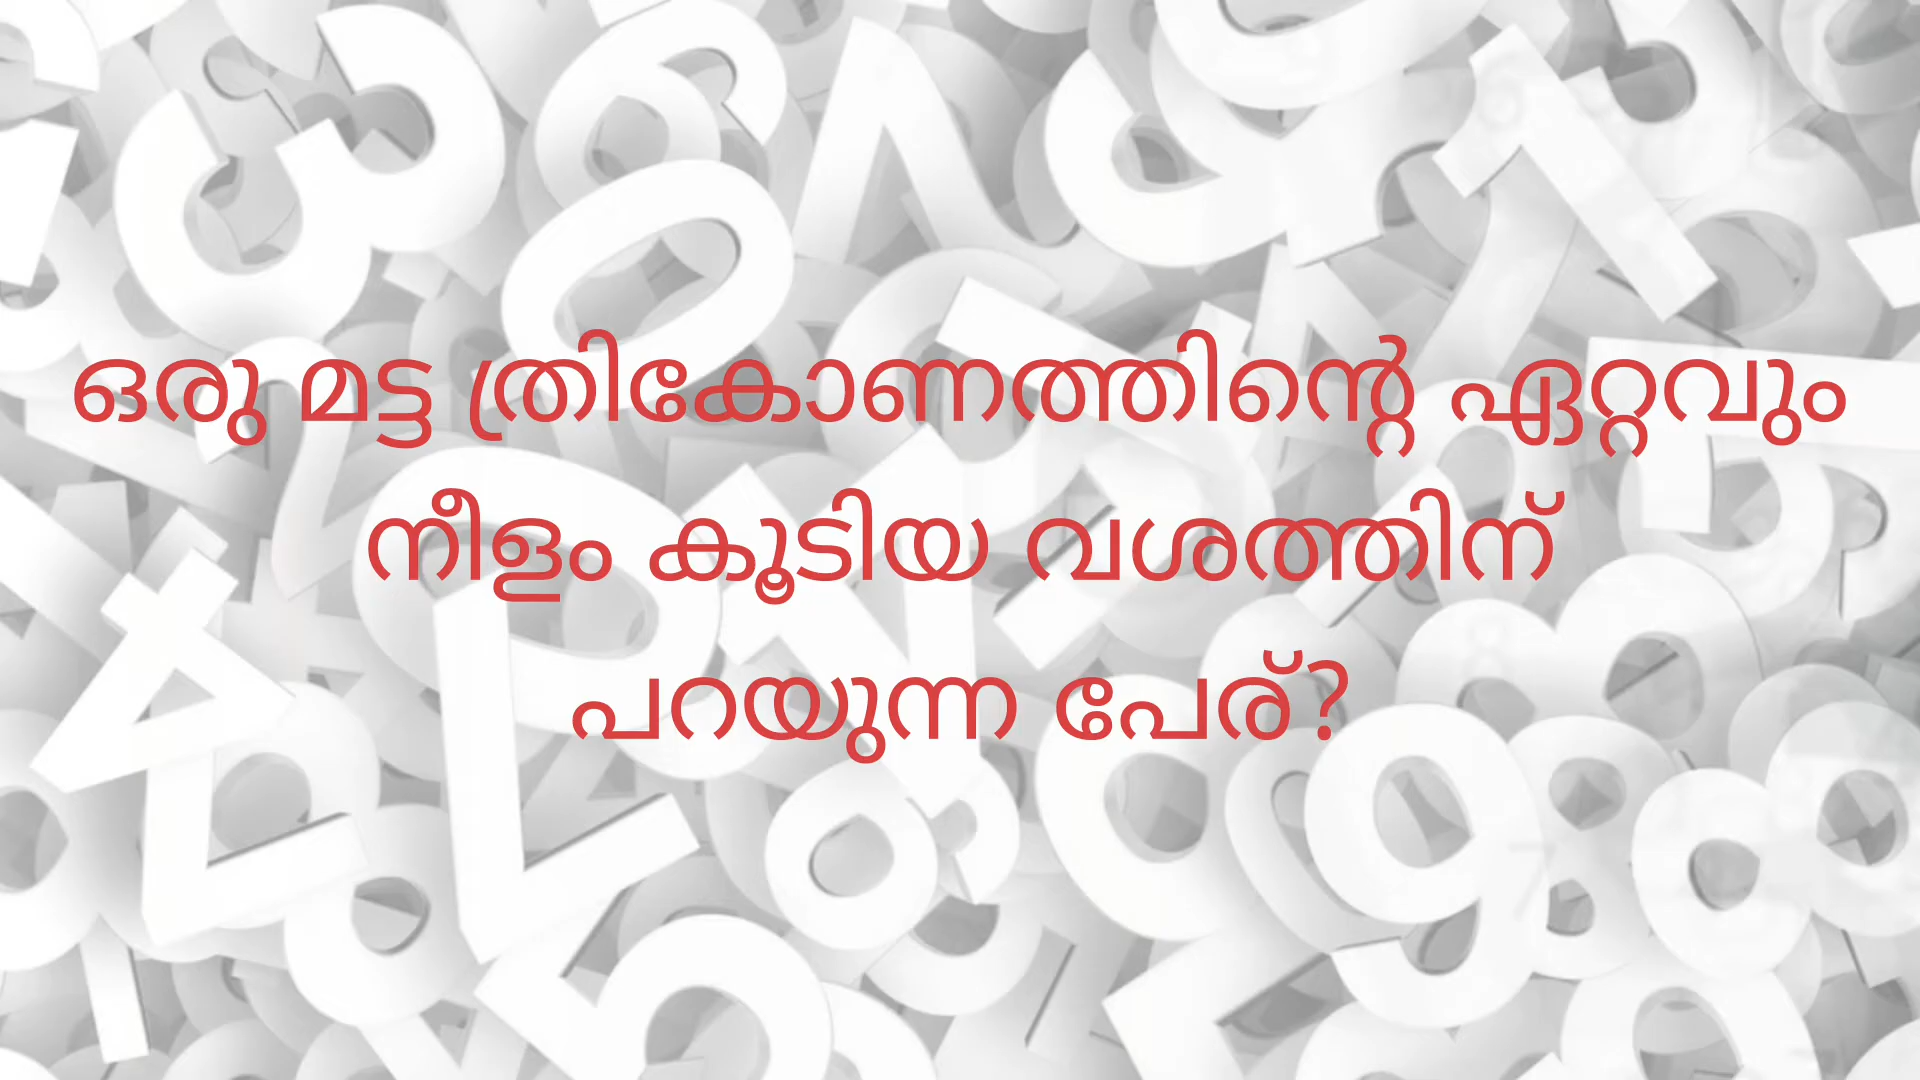 ഒരു മട്ട ത്രികോണത്തിന്റെ ഏറ്റവും
നീളം കൂടിയ വശത്തിന്
പറയുന്ന പേര്?